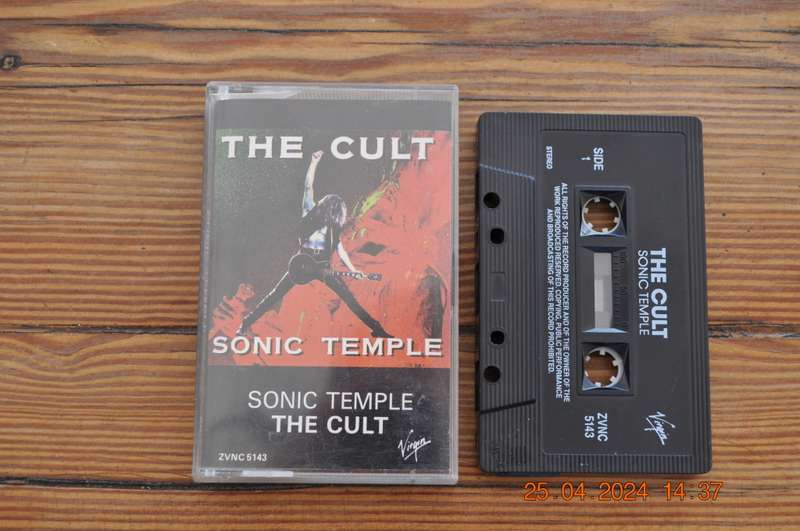 THE CULT
SONIC TEMPLE
SONIC TEMPLE
THE CULT
ZVNC 5143
Virgin
STEREO
SIDE
1
ALL RIGHTS OF THE RECORD PRODUCER AND OF THE OWNER OF THE
WORK REPRODUCED RESERVED. COPYING, PUBLIC PERFORMANCE
AND BROADCASTING OF THIS RECORD PROHIBITED.
THE CULT
SONIC TEMPLE
ZVNC
5143
Virgin
25.04.2024 14:37